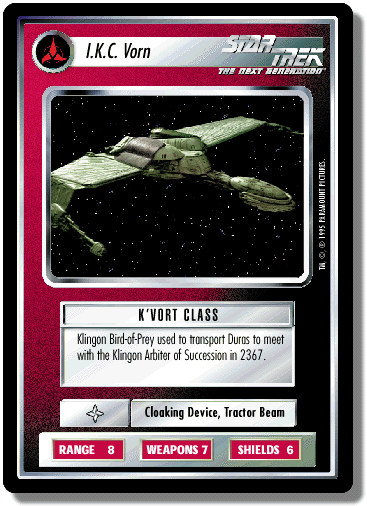 I.K.C. Vorn
STAR TREK
THE NEXT GENERATION
TM © ® 1995 PARAMOUNT PICTURES.
K'VORT CLASS
Klingon Bird-of-Prey used to transport Duras to meet
with the Klingon Arbiter of Succession in 2367.
Cloaking Device, Tractor Beam
RANGE 8
WEAPONS 7
SHIELDS 6